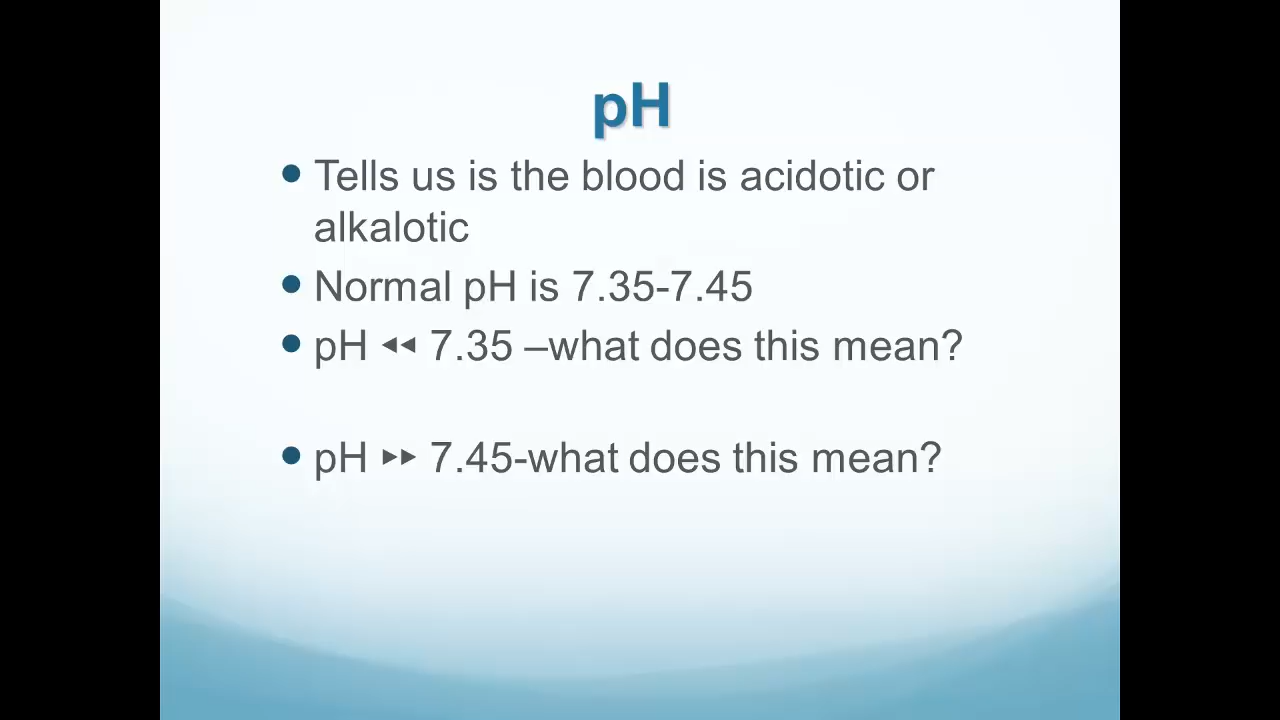 pH
• Tells us is the blood is acidotic or
alkalotic
• Normal pH is 7.35-7.45
• pH ◄◄ 7.35 –what does this mean?
• pH ►► 7.45-what does this mean?